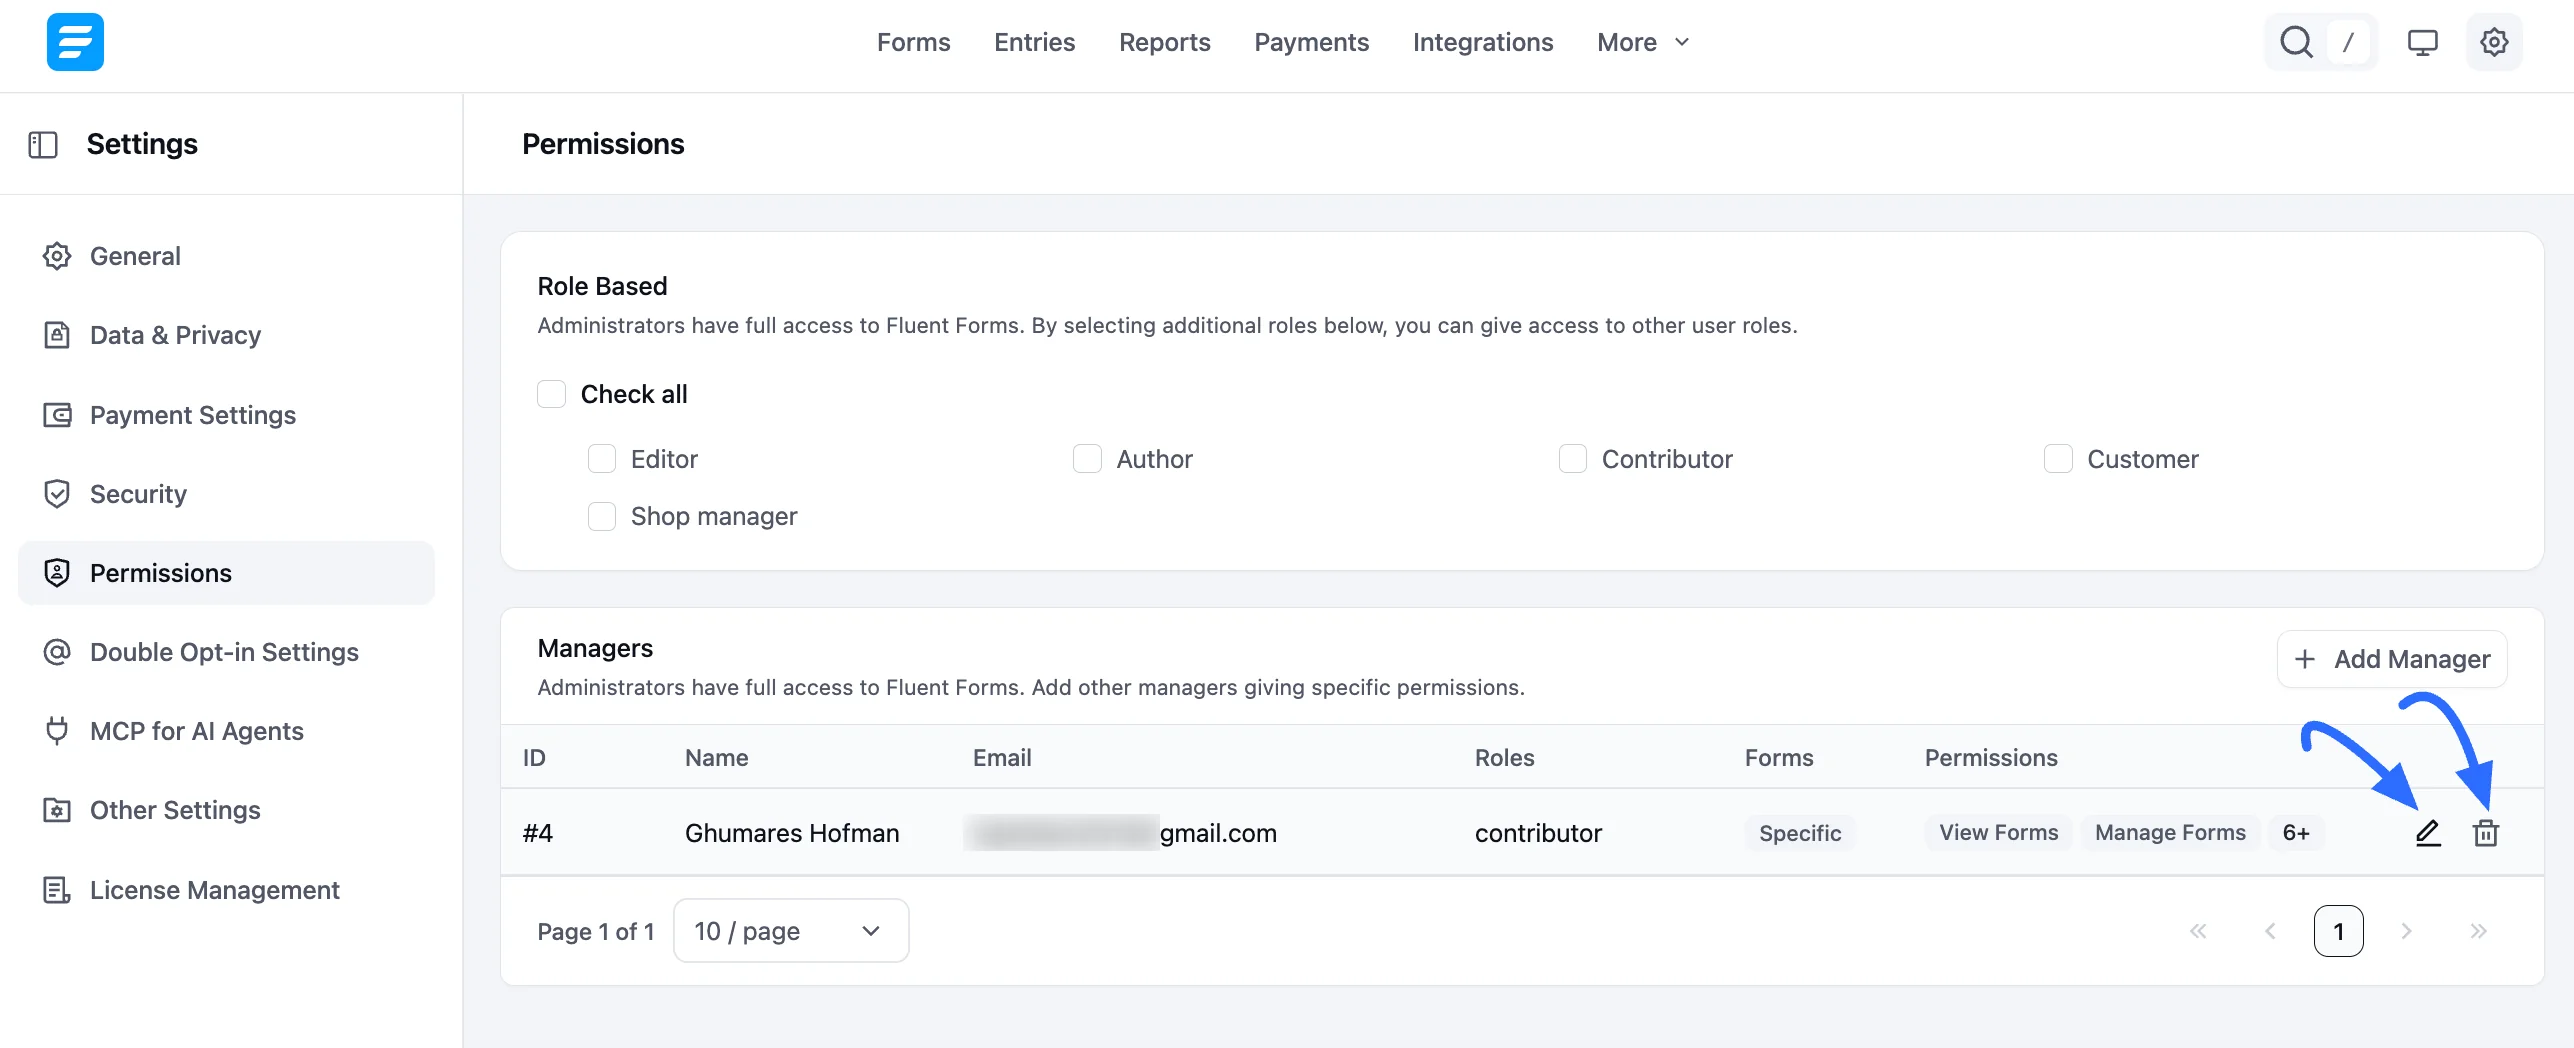 Forms Entries Reports Payments Integrations More /
Settings
Permissions
General
Data & Privacy
Payment Settings
Security
Permissions
Double Opt-in Settings
MCP for AI Agents
Other Settings
License Management
Role Based
Administrators have full access to Fluent Forms. By selecting additional roles below, you can give access to other user roles.
Check all
Editor Author Contributor Customer
Shop manager
Managers
Add Manager
Administrators have full access to Fluent Forms. Add other managers giving specific permissions.
ID Name Email Roles Forms Permissions
#4 Ghumares Hofman gmail.com contributor Specific View Forms Manage Forms 6+
Page 1 of 1 10 / page 1